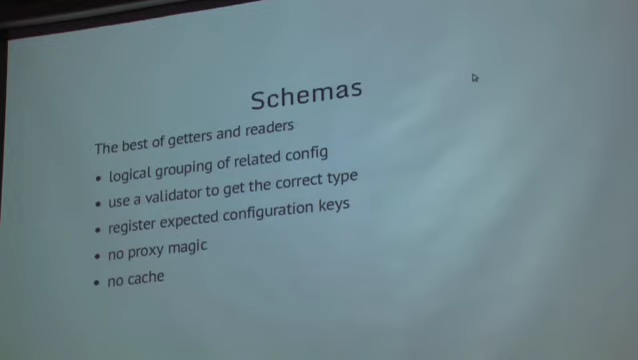 Schemas
The best of getters and readers
• logical grouping of related config
• use a validator to get the correct type
• register expected configuration keys
• no proxy magic
• no cache